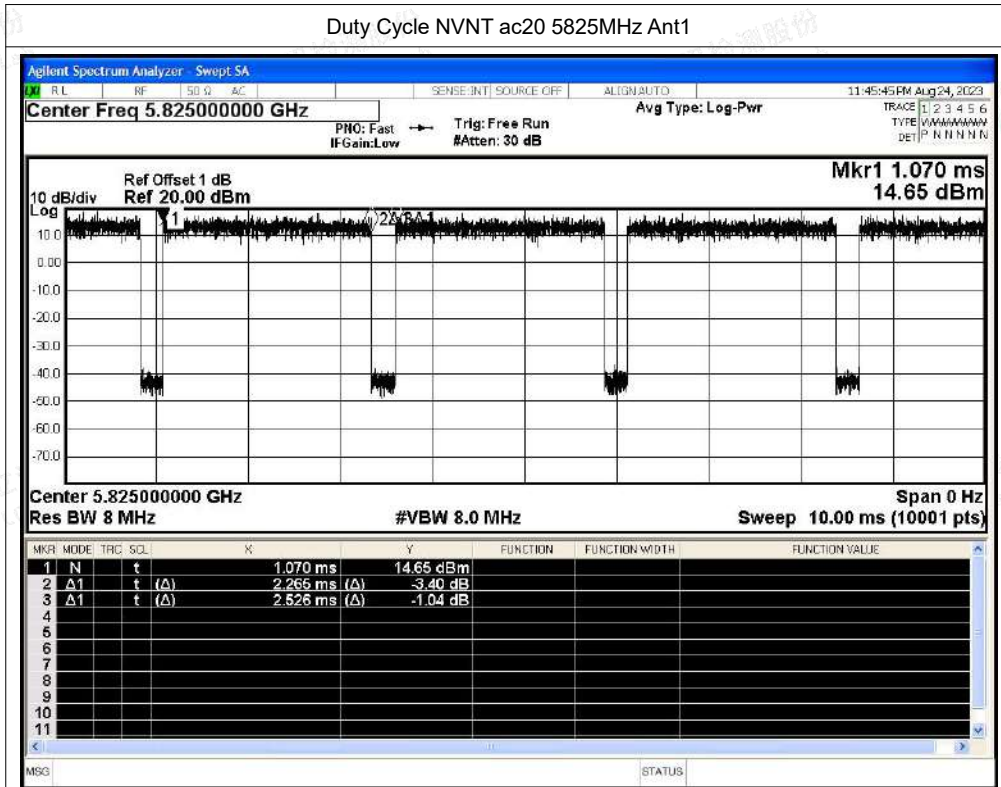 Duty Cycle NVNT ac20 5825MHz Ant1
Agilent Spectrum Analyzer - Swept SA
RL RF 50 Ω AC SENSE:INT SOURCE OFF ALIGNAUTO 11:45:45 PM Aug 24, 2023
Center Freq 5.825000000 GHz Avg Type: Log-Pwr TRACE 1 2 3 4 5 6
PNO: Fast Trig: Free Run TYPE
IFGain:Low #Atten: 30 dB DET P N N N N N
Mkr1 1.070 ms
14.65 dBm
Ref Offset 1 dB
10 dB/div Ref 20.00 dBm
Log
1 2Δ1
10.0
0.00
-10.0
-20.0
-30.0
-40.0
-50.0
-60.0
-70.0
Center 5.825000000 GHz Span 0 Hz
Res BW 8 MHz #VBW 8.0 MHz Sweep 10.00 ms (10001 pts)
MKR MODE TRC SCL X Y FUNCTION FUNCTION WIDTH FUNCTION VALUE
1 N t 1.070 ms 14.65 dBm
2 Δ1 t (Δ) 2.265 ms (Δ) -3.40 dB
3 Δ1 t (Δ) 2.526 ms (Δ) -1.04 dB
4
5
6
7
8
9
10
11
MSG STATUS